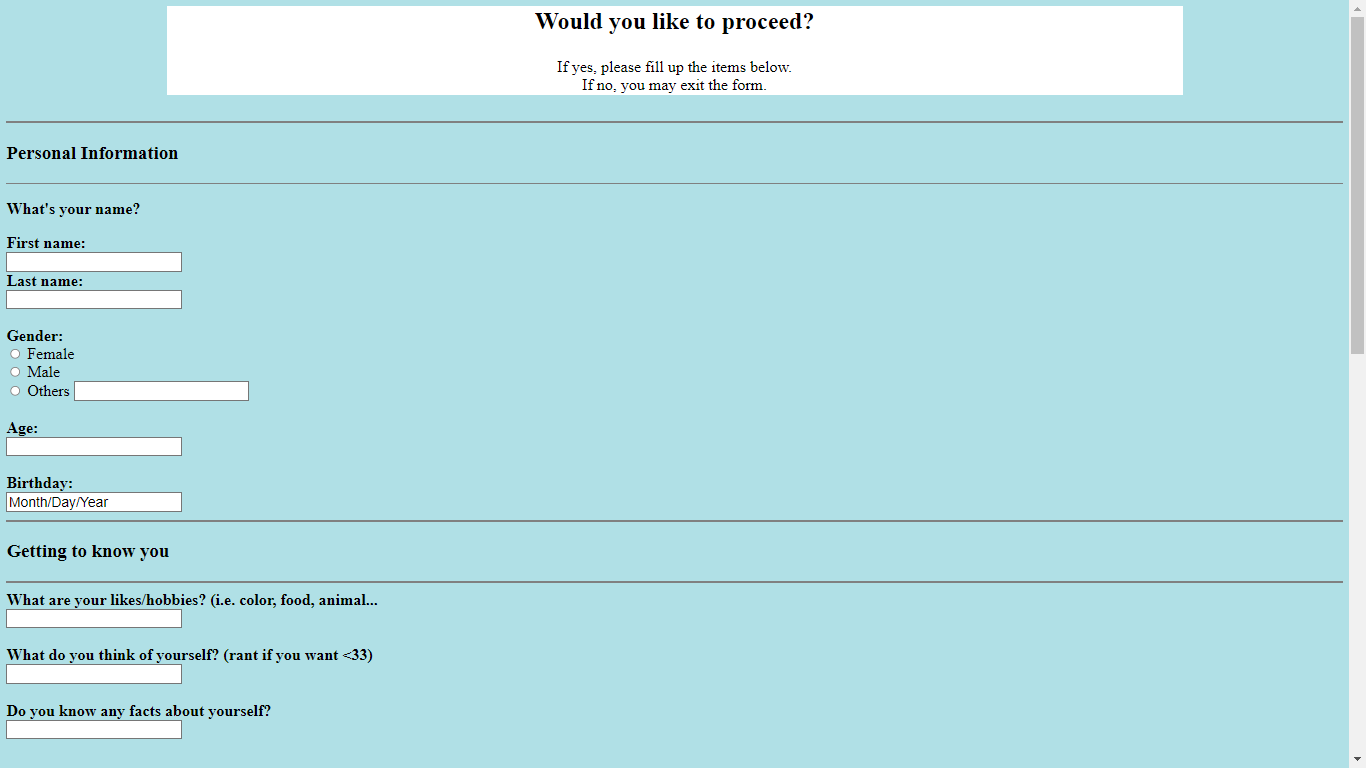 Would you like to proceed?
If yes, please fill up the items below.
If no, you may exit the form.
Personal Information
What's your name?
First name:
Last name:
Gender:
Female
Male
Others
Age:
Birthday:
Month/Day/Year
Getting to know you
What are your likes/hobbies? (i.e. color, food, animal...
What do you think of yourself? (rant if you want <33)
Do you know any facts about yourself?